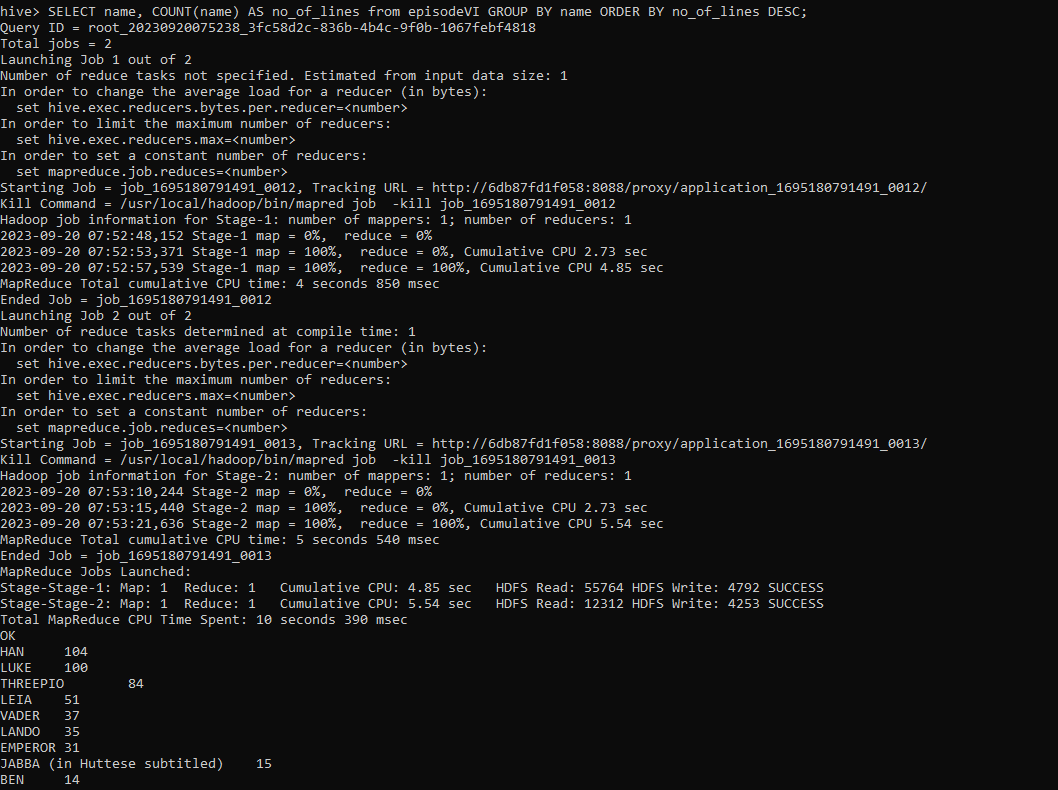 hive> SELECT name, COUNT(name) AS no_of_lines from episodeVI GROUP BY name ORDER BY no_of_lines DESC;
Query ID = root_20230920075238_3fc58d2c-836b-4b4c-9f0b-1067febf4818
Total jobs = 2
Launching Job 1 out of 2
Number of reduce tasks not specified. Estimated from input data size: 1
In order to change the average load for a reducer (in bytes):
  set hive.exec.reducers.bytes.per.reducer=<number>
In order to limit the maximum number of reducers:
  set hive.exec.reducers.max=<number>
In order to set a constant number of reducers:
  set mapreduce.job.reduces=<number>
Starting Job = job_1695180791491_0012, Tracking URL = http://6db87fd1f058:8088/proxy/application_1695180791491_0012/
Kill Command = /usr/local/hadoop/bin/mapred job  -kill job_1695180791491_0012
Hadoop job information for Stage-1: number of mappers: 1; number of reducers: 1
2023-09-20 07:52:48,152 Stage-1 map = 0%,  reduce = 0%
2023-09-20 07:52:53,371 Stage-1 map = 100%,  reduce = 0%, Cumulative CPU 2.73 sec
2023-09-20 07:52:57,539 Stage-1 map = 100%,  reduce = 100%, Cumulative CPU 4.85 sec
MapReduce Total cumulative CPU time: 4 seconds 850 msec
Ended Job = job_1695180791491_0012
Launching Job 2 out of 2
Number of reduce tasks determined at compile time: 1
In order to change the average load for a reducer (in bytes):
  set hive.exec.reducers.bytes.per.reducer=<number>
In order to limit the maximum number of reducers:
  set hive.exec.reducers.max=<number>
In order to set a constant number of reducers:
  set mapreduce.job.reduces=<number>
Starting Job = job_1695180791491_0013, Tracking URL = http://6db87fd1f058:8088/proxy/application_1695180791491_0013/
Kill Command = /usr/local/hadoop/bin/mapred job  -kill job_1695180791491_0013
Hadoop job information for Stage-2: number of mappers: 1; number of reducers: 1
2023-09-20 07:53:10,244 Stage-2 map = 0%,  reduce = 0%
2023-09-20 07:53:15,440 Stage-2 map = 100%,  reduce = 0%, Cumulative CPU 2.73 sec
2023-09-20 07:53:21,636 Stage-2 map = 100%,  reduce = 100%, Cumulative CPU 5.54 sec
MapReduce Total cumulative CPU time: 5 seconds 540 msec
Ended Job = job_1695180791491_0013
MapReduce Jobs Launched:
Stage-Stage-1: Map: 1  Reduce: 1   Cumulative CPU: 4.85 sec   HDFS Read: 55764 HDFS Write: 4792 SUCCESS
Stage-Stage-2: Map: 1  Reduce: 1   Cumulative CPU: 5.54 sec   HDFS Read: 12312 HDFS Write: 4253 SUCCESS
Total MapReduce CPU Time Spent: 10 seconds 390 msec
OK
HAN     104
LUKE    100
THREEPIO        84
LEIA    51
VADER   37
LANDO   35
EMPEROR 31
JABBA (in Huttese subtitled)    15
BEN     14